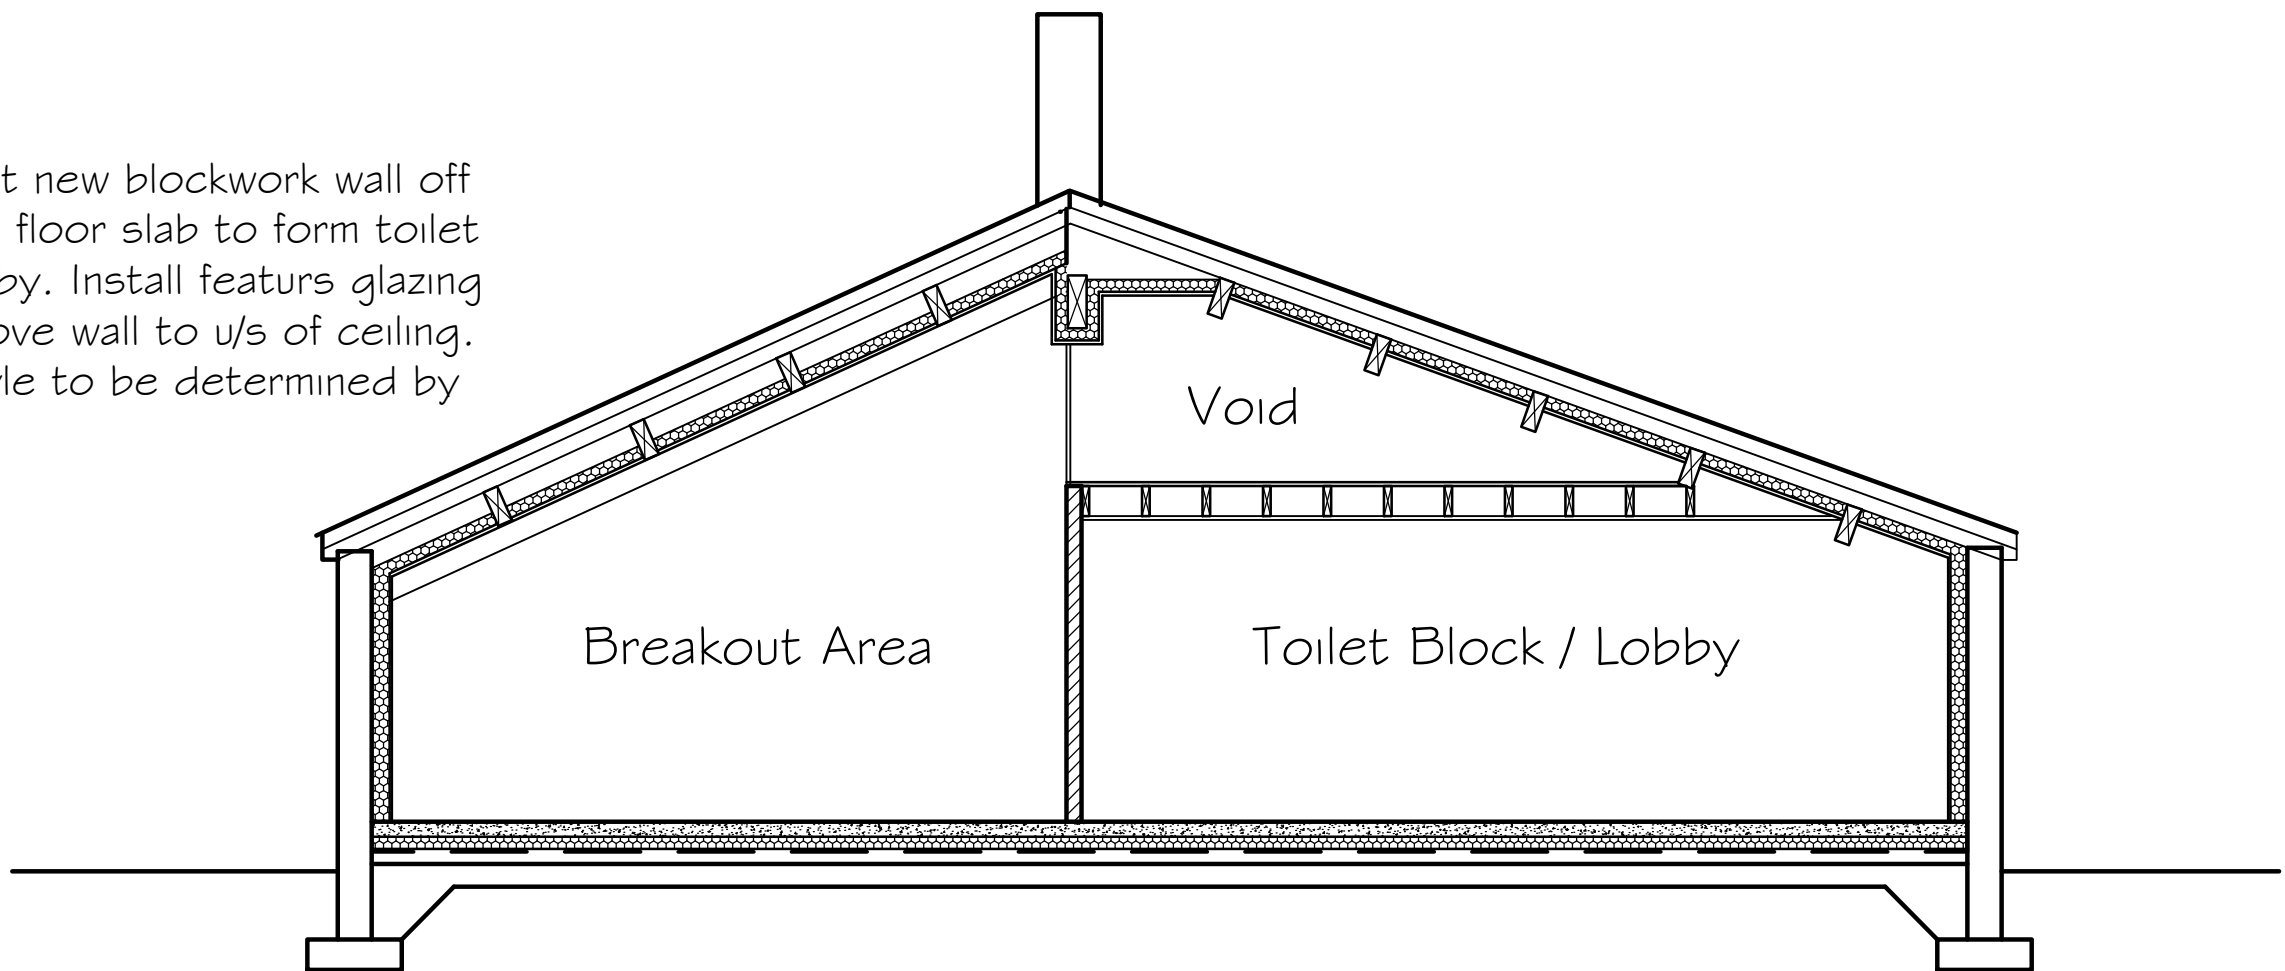 t new blockwork wall off
floor slab to form toilet
by. Install featurs glazing
ove wall to u/s of ceiling.
yle to be determined by
Void
Breakout Area
Toilet Block / Lobby